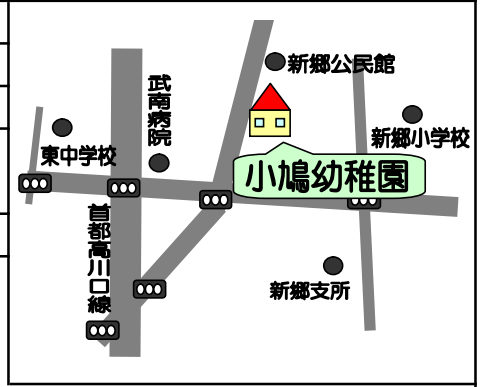 新郷公民館
武南病院
新郷小学校
東中学校
小鳩幼稚園
首都高川口線
新郷支所